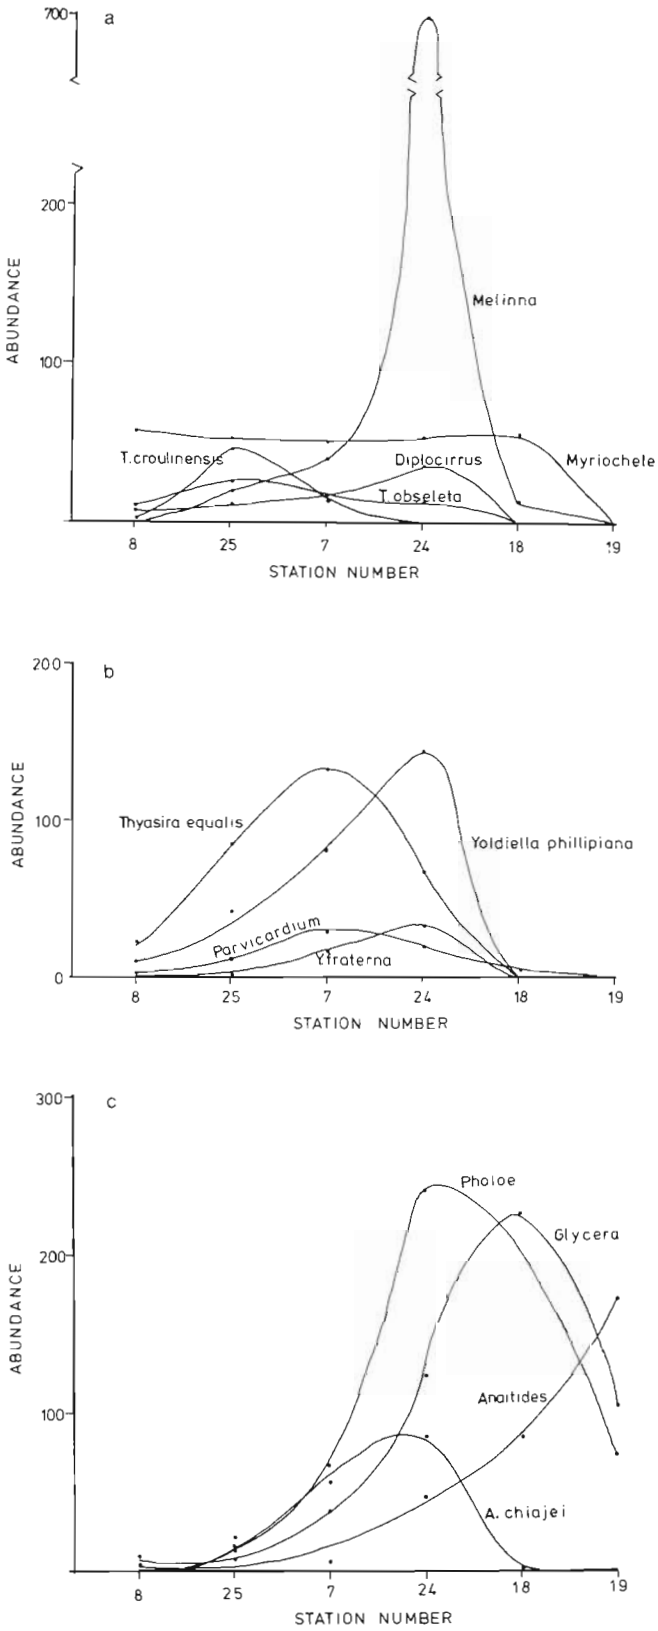 700
a
200
ABUNDANCE
Melinna
100
T.croulinensis
Diplocirrus
Myriochele
T.obseleta
8 25 7 24 18 19
STATION NUMBER
200
b
ABUNDANCE
Thyasira equalis
100
Yoldiella phillipiana
Parvicardium
Y.fraterna
0
8 25 7 24 18 19
STATION NUMBER
300
c
Pholoe
Glycera
200
ABUNDANCE
Anaitides
100
A.chiajei
8 25 7 24 18 19
STATION NUMBER